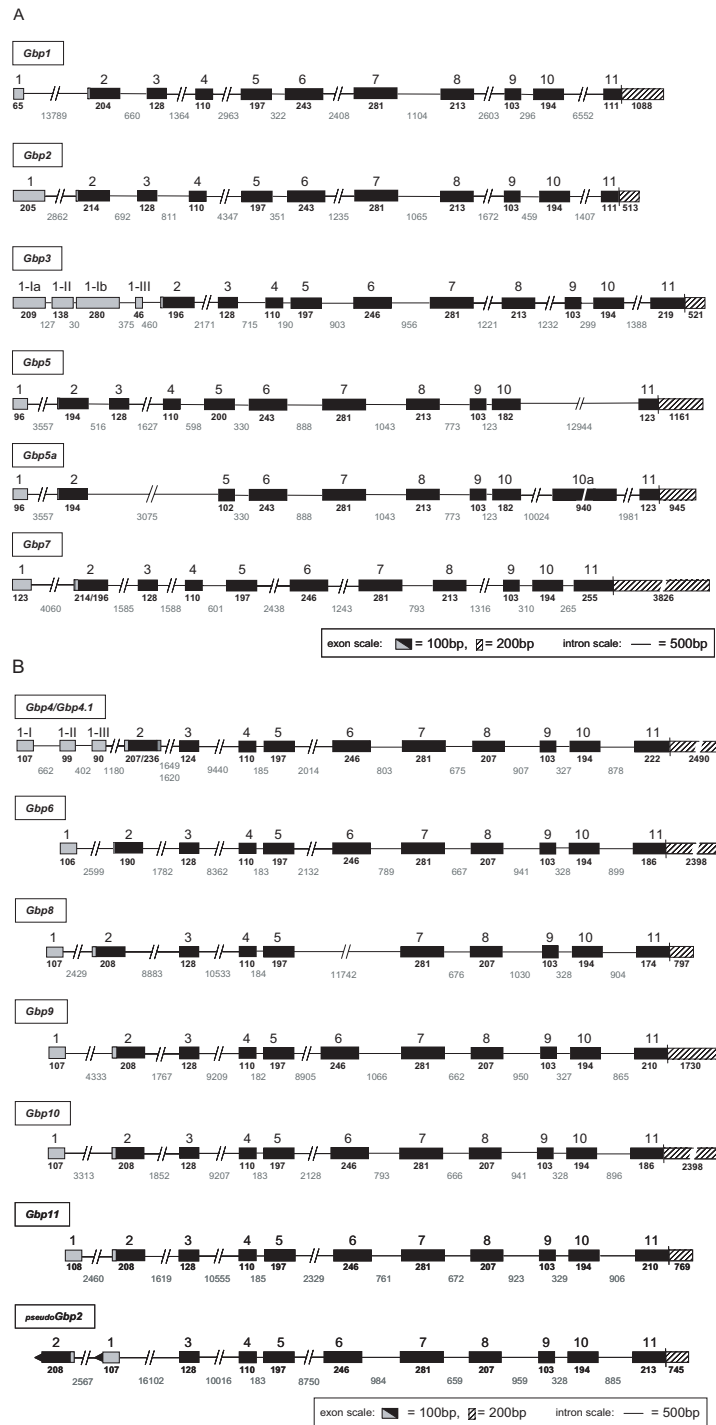 A
Gbp1
1 2 3 4 5 6 7 8 9 10 11
65 204 128 110 197 243 281 213 103 194 111 1088
13789 660 1364 2963 322 2408 1104 2603 296 6552
Gbp2
1 2 3 4 5 6 7 8 9 10 11
205 214 128 110 197 243 281 213 103 194 111 513
2862 692 811 4347 351 1235 1065 1672 459 1407
Gbp3
1-Ia 1-II 1-Ib 1-III 2 3 4 5 6 7 8 9 10 11
209 138 280 46 196 128 110 197 246 281 213 103 194 219 521
127 30 375 460 2171 715 190 903 956 1221 1232 299 1388
Gbp5
1 2 3 4 5 6 7 8 9 10 11
96 194 128 110 200 243 281 213 103 182 123 1161
3557 516 1627 598 330 888 1043 773 123 12944
Gbp5a
1 2 5 6 7 8 9 10 10a 11
96 194 102 243 281 213 103 182 940 123 945
3557 3075 330 888 1043 773 123 10024 1981
Gbp7
1 2 3 4 5 6 7 8 9 10 11
123 214/196 128 110 197 246 281 213 103 194 255 3826
4060 1585 1588 601 2438 1243 793 1316 310 265
exon scale: = 100bp, = 200bp intron scale: = 500bp
B
Gbp4/Gbp4.1
1-I 1-II 1-III 2 3 4 5 6 7 8 9 10 11
107 99 90 207/236 124 110 197 246 281 207 103 194 222 2490
662 402 1180 1649 9440 185 2014 803 675 907 327 878
1620
Gbp6
1 2 3 4 5 6 7 8 9 10 11
106 190 128 110 197 246 281 207 103 194 186 2398
2599 1782 8362 183 2132 789 667 941 328 899
Gbp8
1 2 3 4 5 7 8 9 10 11
107 208 128 110 197 281 207 103 194 174 797
2429 8883 10533 184 11742 676 1030 328 904
Gbp9
1 2 3 4 5 6 7 8 9 10 11
107 208 128 110 197 246 281 207 103 194 210 1730
4333 1767 9209 182 8905 1066 662 950 327 865
Gbp10
1 2 3 4 5 6 7 8 9 10 11
107 208 128 110 197 246 281 207 103 194 186 2398
3313 1852 9207 183 2128 793 666 941 328 896
Gbp11
1 2 3 4 5 6 7 8 9 10 11
108 208 128 110 197 246 281 207 103 194 210 769
2460 1619 10555 185 2329 761 672 923 329 906
pseudoGbp2
2 1 3 4 5 6 7 8 9 10 11
208 107 128 110 197 246 281 207 103 194 213 745
2567 16102 10016 183 8750 984 659 959 328 885
exon scale: = 100bp, = 200bp intron scale: = 500bp